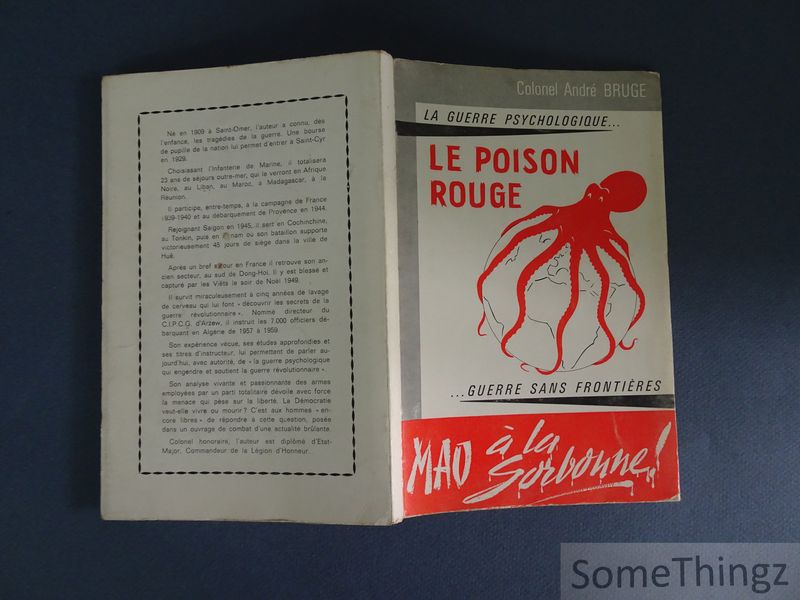 Né en 1909 à Saint-Omer, l'auteur a connu, dès
l'enfance, les tragédies de la guerre. Une bourse
de pupille de la nation lui permet d'entrer à Saint-Cyr
en 1929.
Choisissant l'Infanterie de Marine, il totalisera
23 ans de séjours outre-mer, qui le verront en Afrique
Noire, au Liban, au Maroc, à Madagascar, à la
Réunion.
Il participe, entre-temps, à la campagne de France
1939-1940 et au débarquement de Provence en 1944.
Rejoignant Saïgon en 1945, il sert en Cochinchine,
au Tonkin, puis en où son bataillon supporte
victorieusement 45 jours de siège dans la ville de
Hué.
Après un bref en France il retrouve son an-
cien secteur, au sud de Dong-Hoï. Il y est blessé et
capturé par les Viêts le soir de Noël 1949.
Il survit miraculeusement à cinq années de lavage
de cerveau qui lui font « découvrir les secrets de la
guerre révolutionnaire ». Nommé directeur du
C.I.P.C.G. d'Arzew, il instruit les 7.000 officiers dé-
barquant en Algérie de 1957 à 1959.
Son expérience vécue, ses études approfondies et
ses titres d'instructeur, lui permettent de parler au-
jourd'hui, avec autorité, de « la guerre psychologique
qui engendre et soutient la guerre révolutionnaire ».
Son analyse vivante et passionnante des armes
employées par un parti totalitaire dévoile avec force
la menace qui pèse sur la liberté. La Démocratie
veut-elle vivre ou mourir ? C'est aux hommes « en-
core libres » de répondre à cette question, posée
dans un ouvrage de combat d'une actualité brûlante.
Colonel honoraire, l'auteur est diplômé d'Etat-
Major, Commandeur de la Légion d'Honneur...
Colonel André BRUGE
LA GUERRE PSYCHOLOGIQUE...
LE POISON
ROUGE
...GUERRE SANS FRONTIÈRES
MAO à la
Sorbonne!
SomeThingz